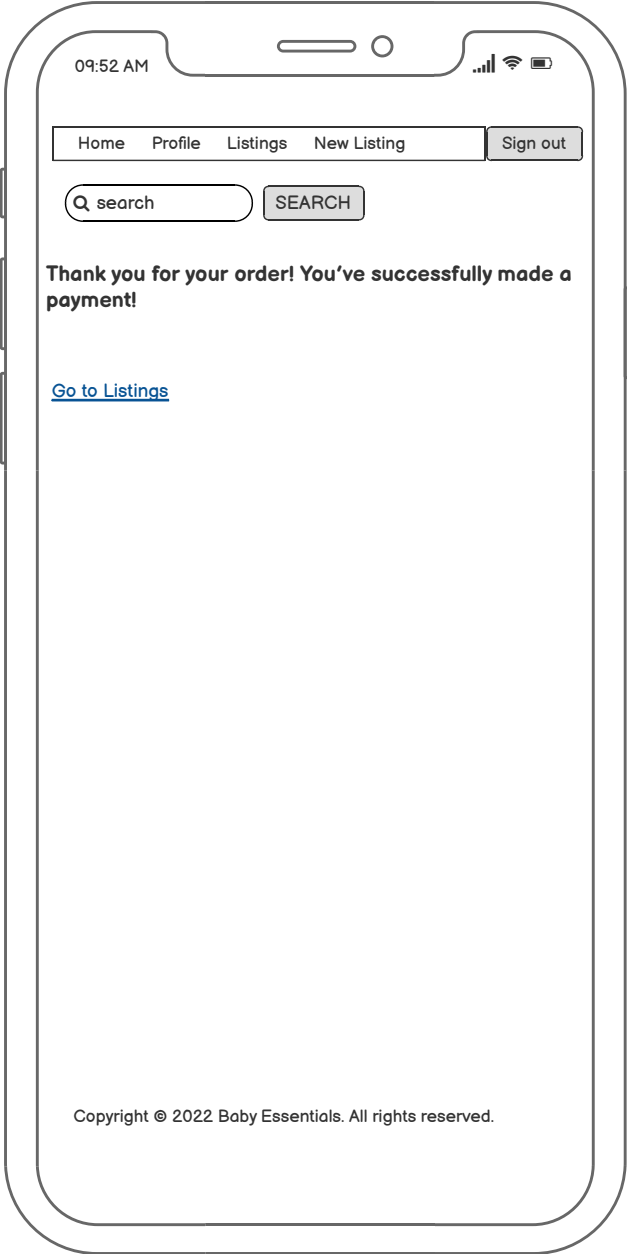 09:52 AM
Home Profile Listings New Listing Sign out
search SEARCH
Thank you for your order! You've successfully made a
payment!
Go to Listings
Copyright © 2022 Baby Essentials. All rights reserved.